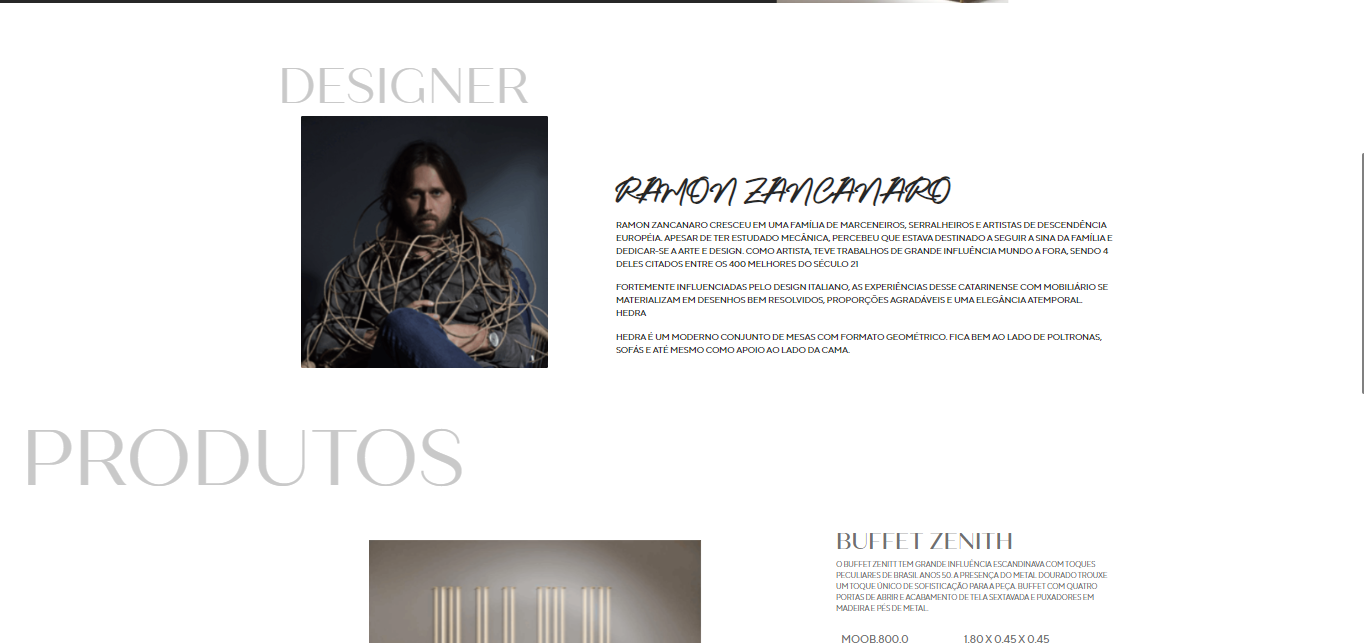 DESIGNER
RAMON ZANCANARO
RAMON ZANCANARO CRESCEU EM UMA FAMÍLIA DE MARCENEIROS, SERRALHEIROS E ARTISTAS DE DESCENDÊNCIA
EUROPÉIA. APESAR DE TER ESTUDADO MECÂNICA, PERCEBEU QUE ESTAVA DESTINADO A SEGUIR A SINA DA FAMÍLIA E
DEDICAR-SE A ARTE E DESIGN. COMO ARTISTA, TEVE TRABALHOS DE GRANDE INFLUÊNCIA MUNDO A FORA, SENDO 4
DELES CITADOS ENTRE OS 400 MELHORES DO SÉCULO 21
FORTEMENTE INFLUENCIADAS PELO DESIGN ITALIANO, AS EXPERIÊNCIAS DESSE CATARINENSE COM MOBILIÁRIO SE
MATERIALIZAM EM DESENHOS BEM RESOLVIDOS, PROPORÇÕES AGRADÁVEIS E UMA ELEGÂNCIA ATEMPORAL.
HEDRA
HEDRA É UM MODERNO CONJUNTO DE MESAS COM FORMATO GEOMÉTRICO. FICA BEM AO LADO DE POLTRONAS,
SOFÁS E ATÉ MESMO COMO APOIO AO LADO DA CAMA.
PRODUTOS
BUFFET ZENITH
O BUFFET ZENITT TEM GRANDE INFLUÊNCIA ESCANDINAVA COM TOQUES
PECULIARES DE BRASIL ANOS 50. A PRESENÇA DO METAL DOURADO TROUXE
UM TOQUE ÚNICO DE SOFISTICAÇÃO PARA A PEÇA. BUFFET COM QUATRO
PORTAS DE ABRIR E ACABAMENTO DE TELA SEXTAVADA E PUXADORES EM
MADEIRA E PÉS DE METAL.
MOOB.800.0 1.80 X 0.45 X 0.45